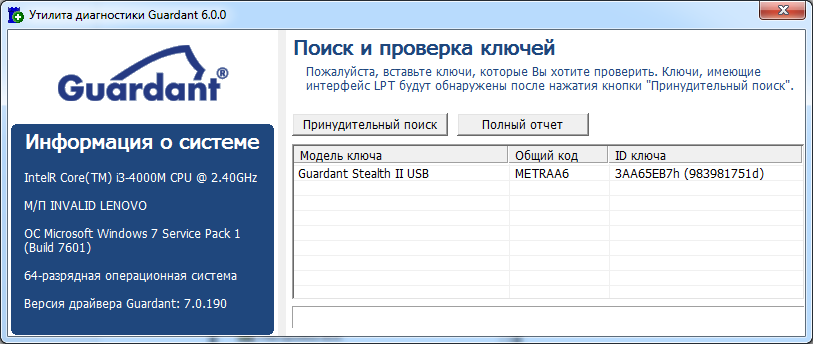 Утилита диагностики Guardant 6.0.0
Guardant®
Информация о системе
IntelR Core(TM) i3-4000M CPU @ 2.40GHz
М/П INVALID LENOVO
ОС Microsoft Windows 7 Service Pack 1
(Build 7601)
64-разрядная операционная система
Версия драйвера Guardant: 7.0.190
Поиск и проверка ключей
Пожалуйста, вставьте ключи, которые Вы хотите проверить. Ключи, имеющие
интерфейс LPT будут обнаружены после нажатия кнопки "Принудительный поиск".
Принудительный поиск Полный отчет
Модель ключа Общий код ID ключа
Guardant Stealth II USB METRAA6 3AA65EB7h (983981751d)